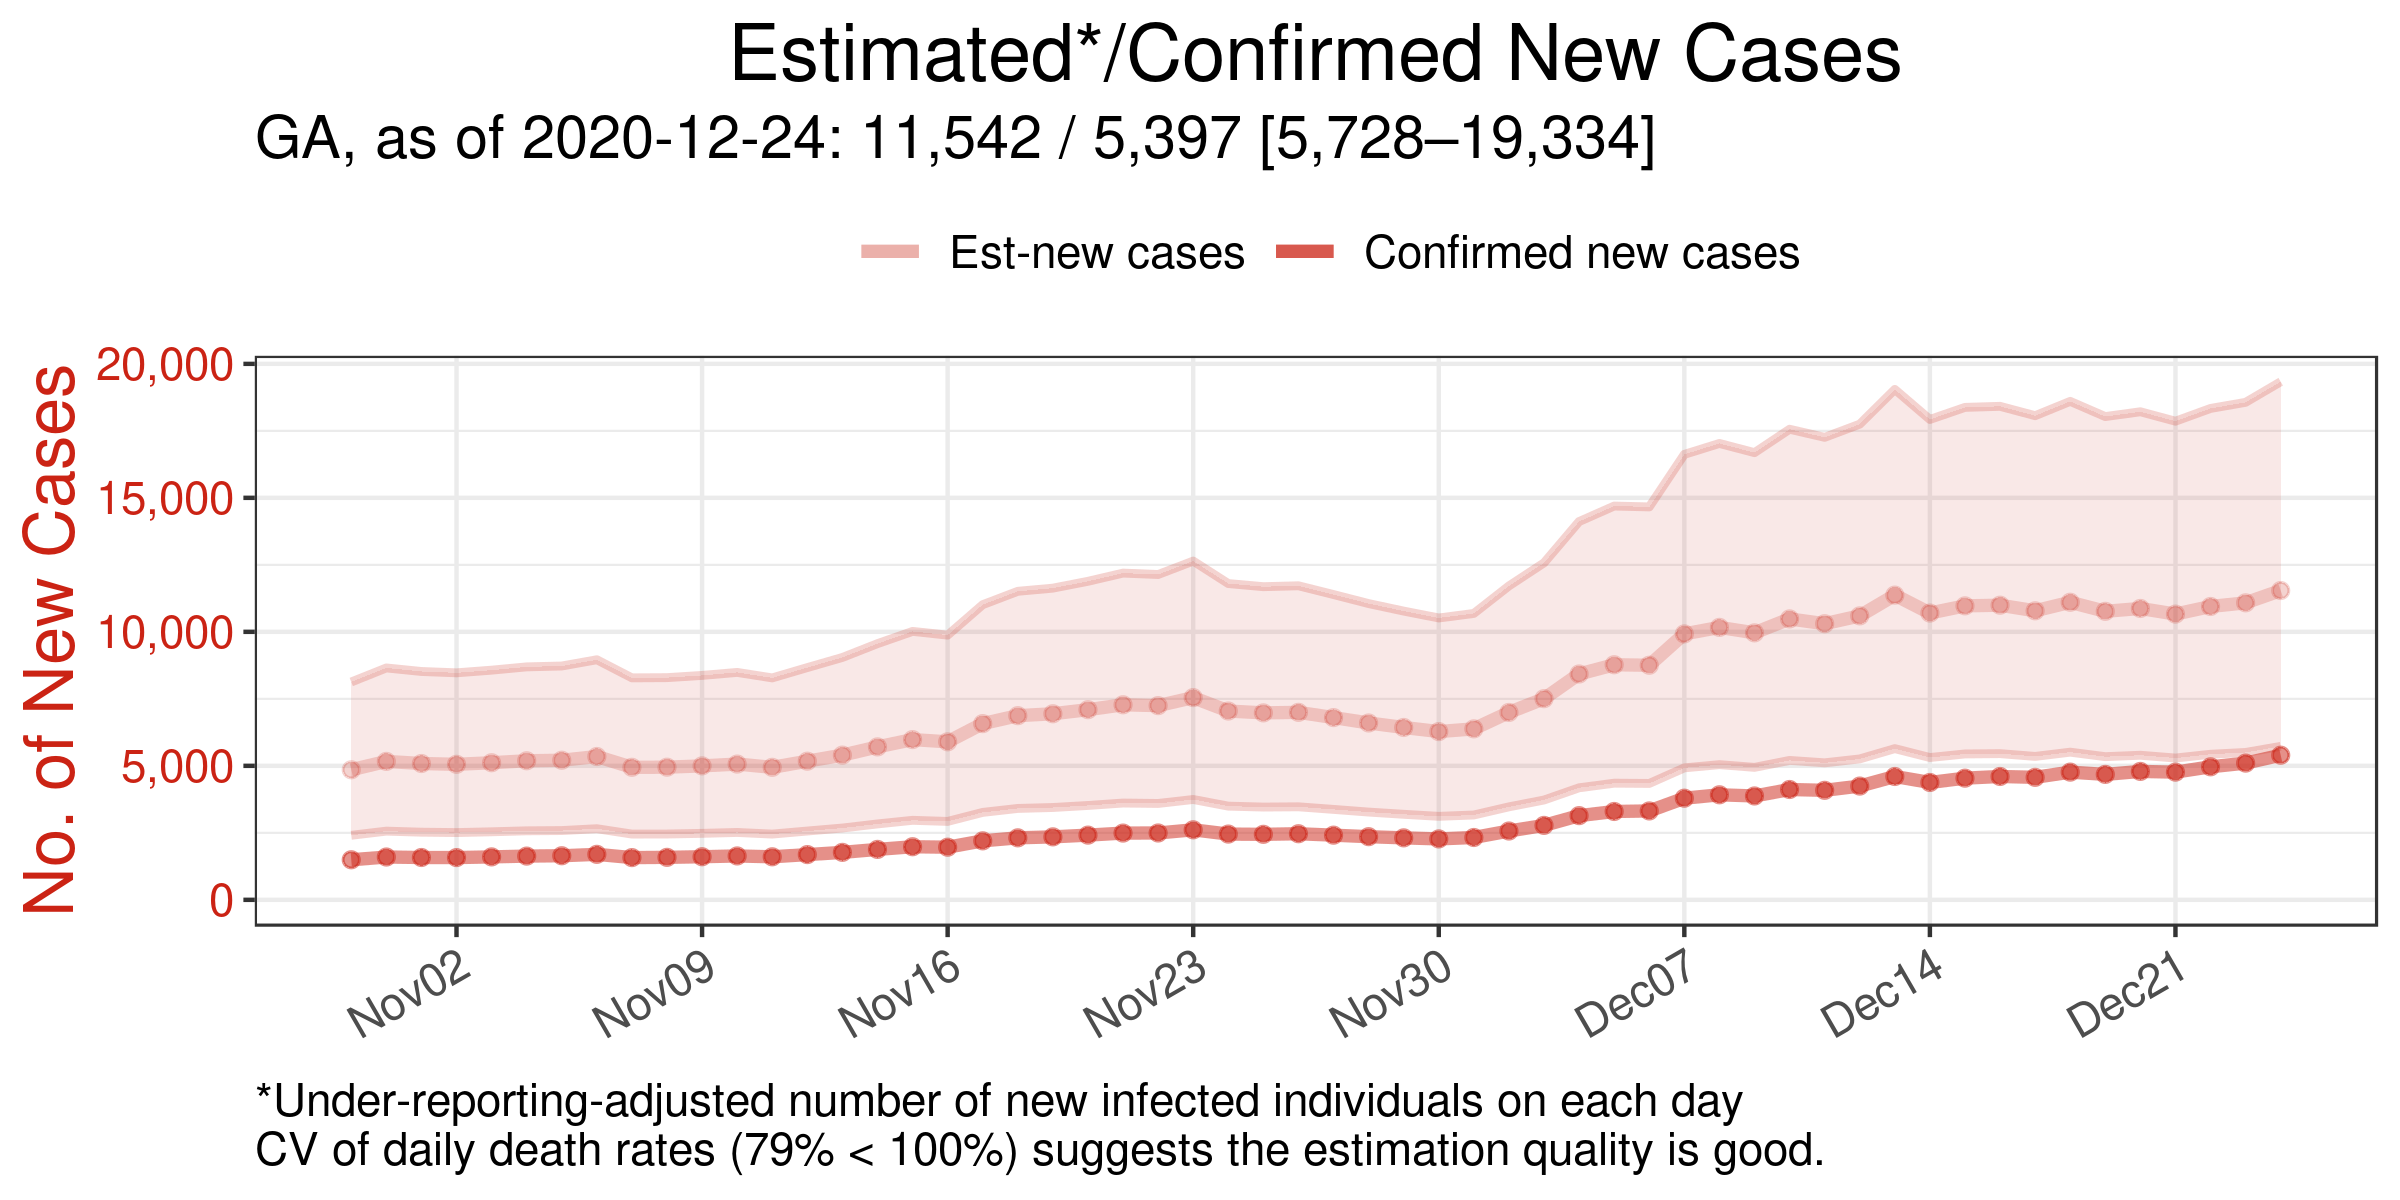 Estimated*/Confirmed New Cases
GA, as of 2020-12-24: 11,542 / 5,397 [5,728–19,334]
Est-new cases Confirmed new cases
No. of New Cases
20,000
15,000
10,000
5,000
0
Nov02 Nov09 Nov16 Nov23 Nov30 Dec07 Dec14 Dec21
*Under-reporting-adjusted number of new infected individuals on each day
CV of daily death rates (79% < 100%) suggests the estimation quality is good.